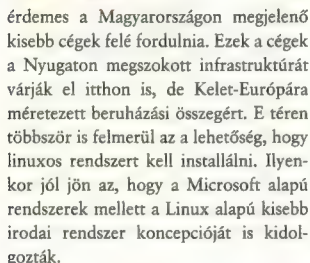 érdemes a Magyarországon megjelenő
kisebb cégek felé fordulnia. Ezek a cégek
a Nyugaton megszokott infrastruktúrát
várják el itthon is, de Kelet-Európára
méretezett beruházási összegért. E téren
többször is felmerül az a lehetőség, hogy
linuxos rendszert kell installálni. Ilyen-
kor jól jön az, hogy a Microsoft alapú
rendszerek mellett a Linux alapú kisebb
irodai rendszer koncepcióját is kidol-
gozták.